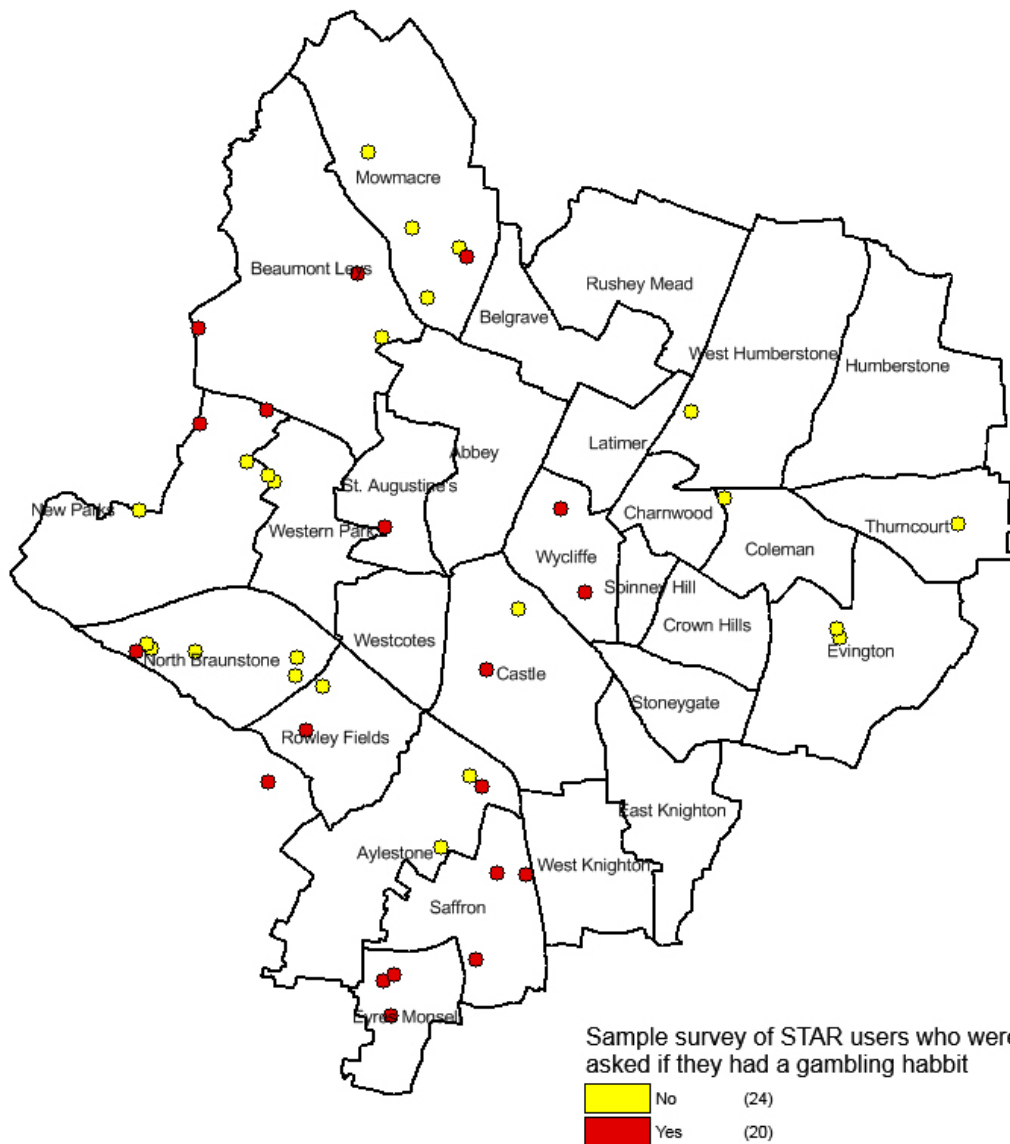 Mowmacre
Beaumont Leys
Rushey Mead
Belgrave
West Humberstone
Humberstone
Latimer
Abbey
St. Augustine's
New Parks
Charnwood
Thurncourt
Western Park
Coleman
Wycliffe
Spinney Hill
Crown Hills
Westcotes
Evington
North Braunstone
Castle
Stoneygate
Rowley Fields
East Knighton
Aylestone
West Knighton
Saffron
Eyres Monsell
Sample survey of STAR users who were
asked if they had a gambling habbit
No (24)
Yes (20)